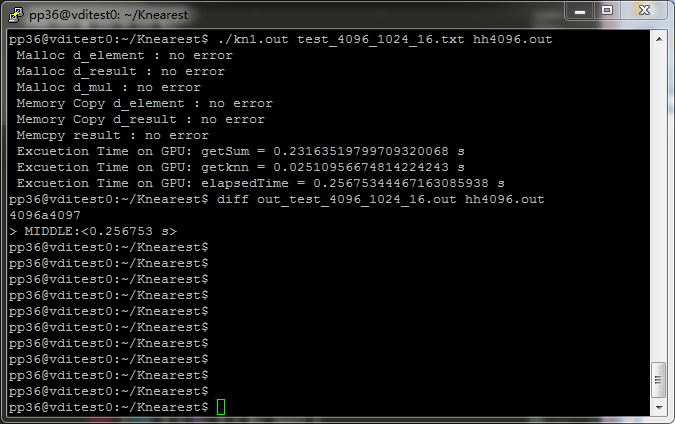 pp36@vditest0: ~/Knearest
pp36@vditest0:~/Knearest$ ./kn1.out test_4096_1024_16.txt hh4096.out
Malloc d_element : no error
Malloc d_result : no error
Malloc d_mul : no error
Memory Copy d_element : no error
Memory Copy d_result : no error
Memcpy result : no error
Excuetion Time on GPU: getSum = 0.23163519799709320068 s
Excuetion Time on GPU: getknn = 0.02510956674814224243 s
Excuetion Time on GPU: elapsedTime = 0.25675344467163085938 s
pp36@vditest0:~/Knearest$ diff out_test_4096_1024_16.out hh4096.out
4096a4097
> MIDDLE:<0.256753 s>
pp36@vditest0:~/Knearest$
pp36@vditest0:~/Knearest$
pp36@vditest0:~/Knearest$
pp36@vditest0:~/Knearest$
pp36@vditest0:~/Knearest$
pp36@vditest0:~/Knearest$
pp36@vditest0:~/Knearest$
pp36@vditest0:~/Knearest$
pp36@vditest0:~/Knearest$
pp36@vditest0:~/Knearest$
pp36@vditest0:~/Knearest$